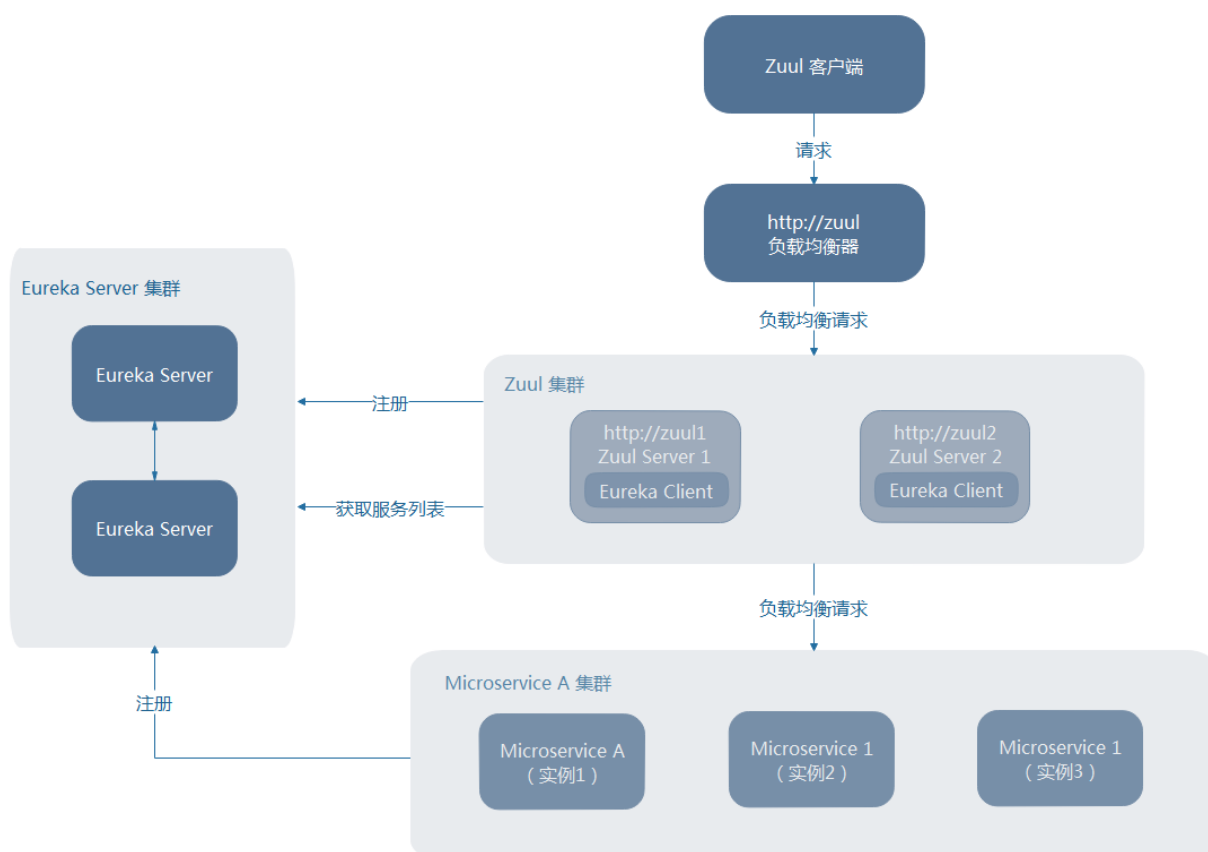 Zuul 客户端
请求
http://zuul
负载均衡器
负载均衡请求
Eureka Server 集群
Eureka Server
Eureka Server
注册
获取服务列表
Zuul 集群
http://zuul1
Zuul Server 1
Eureka Client
http://zuul2
Zuul Server 2
Eureka Client
负载均衡请求
注册
Microservice A 集群
Microservice A
（实例1）
Microservice 1
（实例2）
Microservice 1
（实例3）